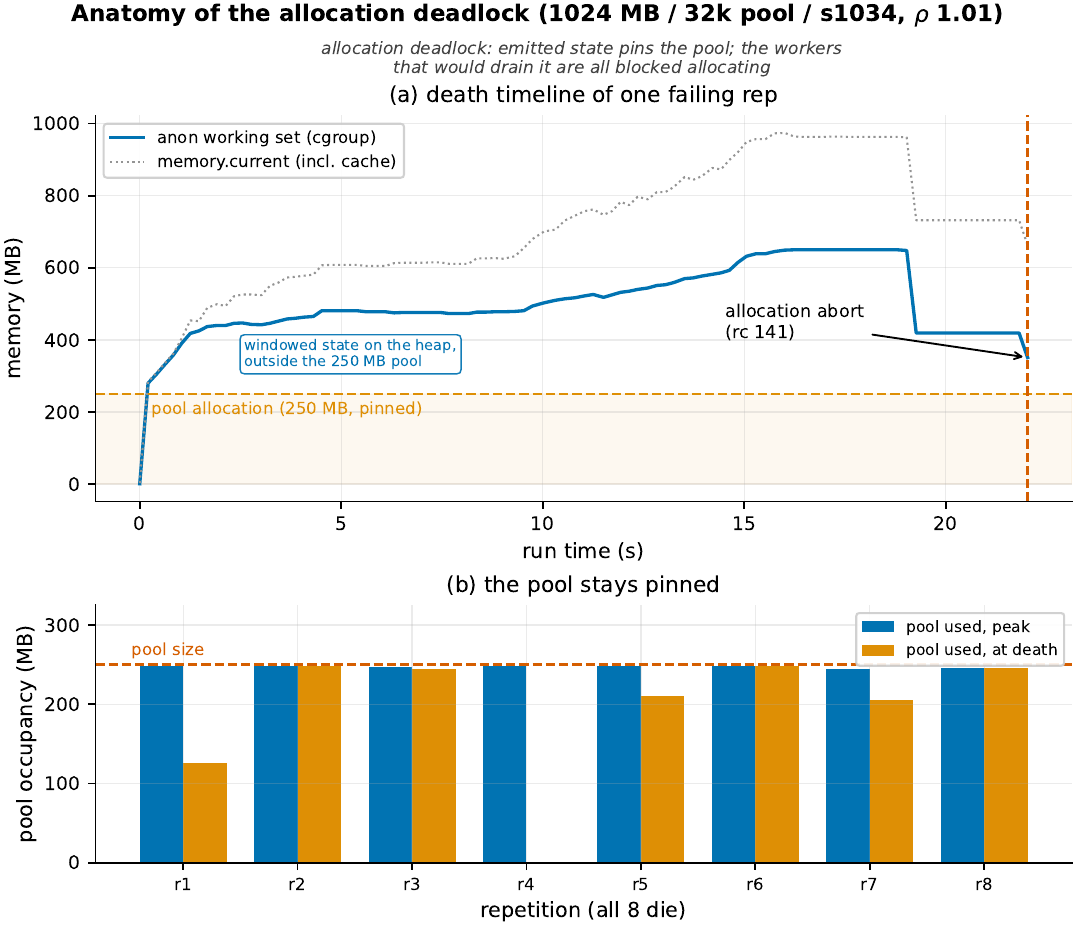 Anatomy of the allocation deadlock (1024 MB / 32k pool / s1034, ρ 1.01)
allocation deadlock: emitted state pins the pool; the workers
that would drain it are all blocked allocating
(a) death timeline of one failing rep
anon working set (cgroup)
memory.current (incl. cache)
memory (MB)
1000
800
600
400
200
0
allocation abort
(rc 141)
windowed state on the heap,
outside the 250 MB pool
pool allocation (250 MB, pinned)
0 5 10 15 20
run time (s)
(b) the pool stays pinned
pool used, peak
pool used, at death
pool size
pool occupancy (MB)
300
200
100
0
r1 r2 r3 r4 r5 r6 r7 r8
repetition (all 8 die)